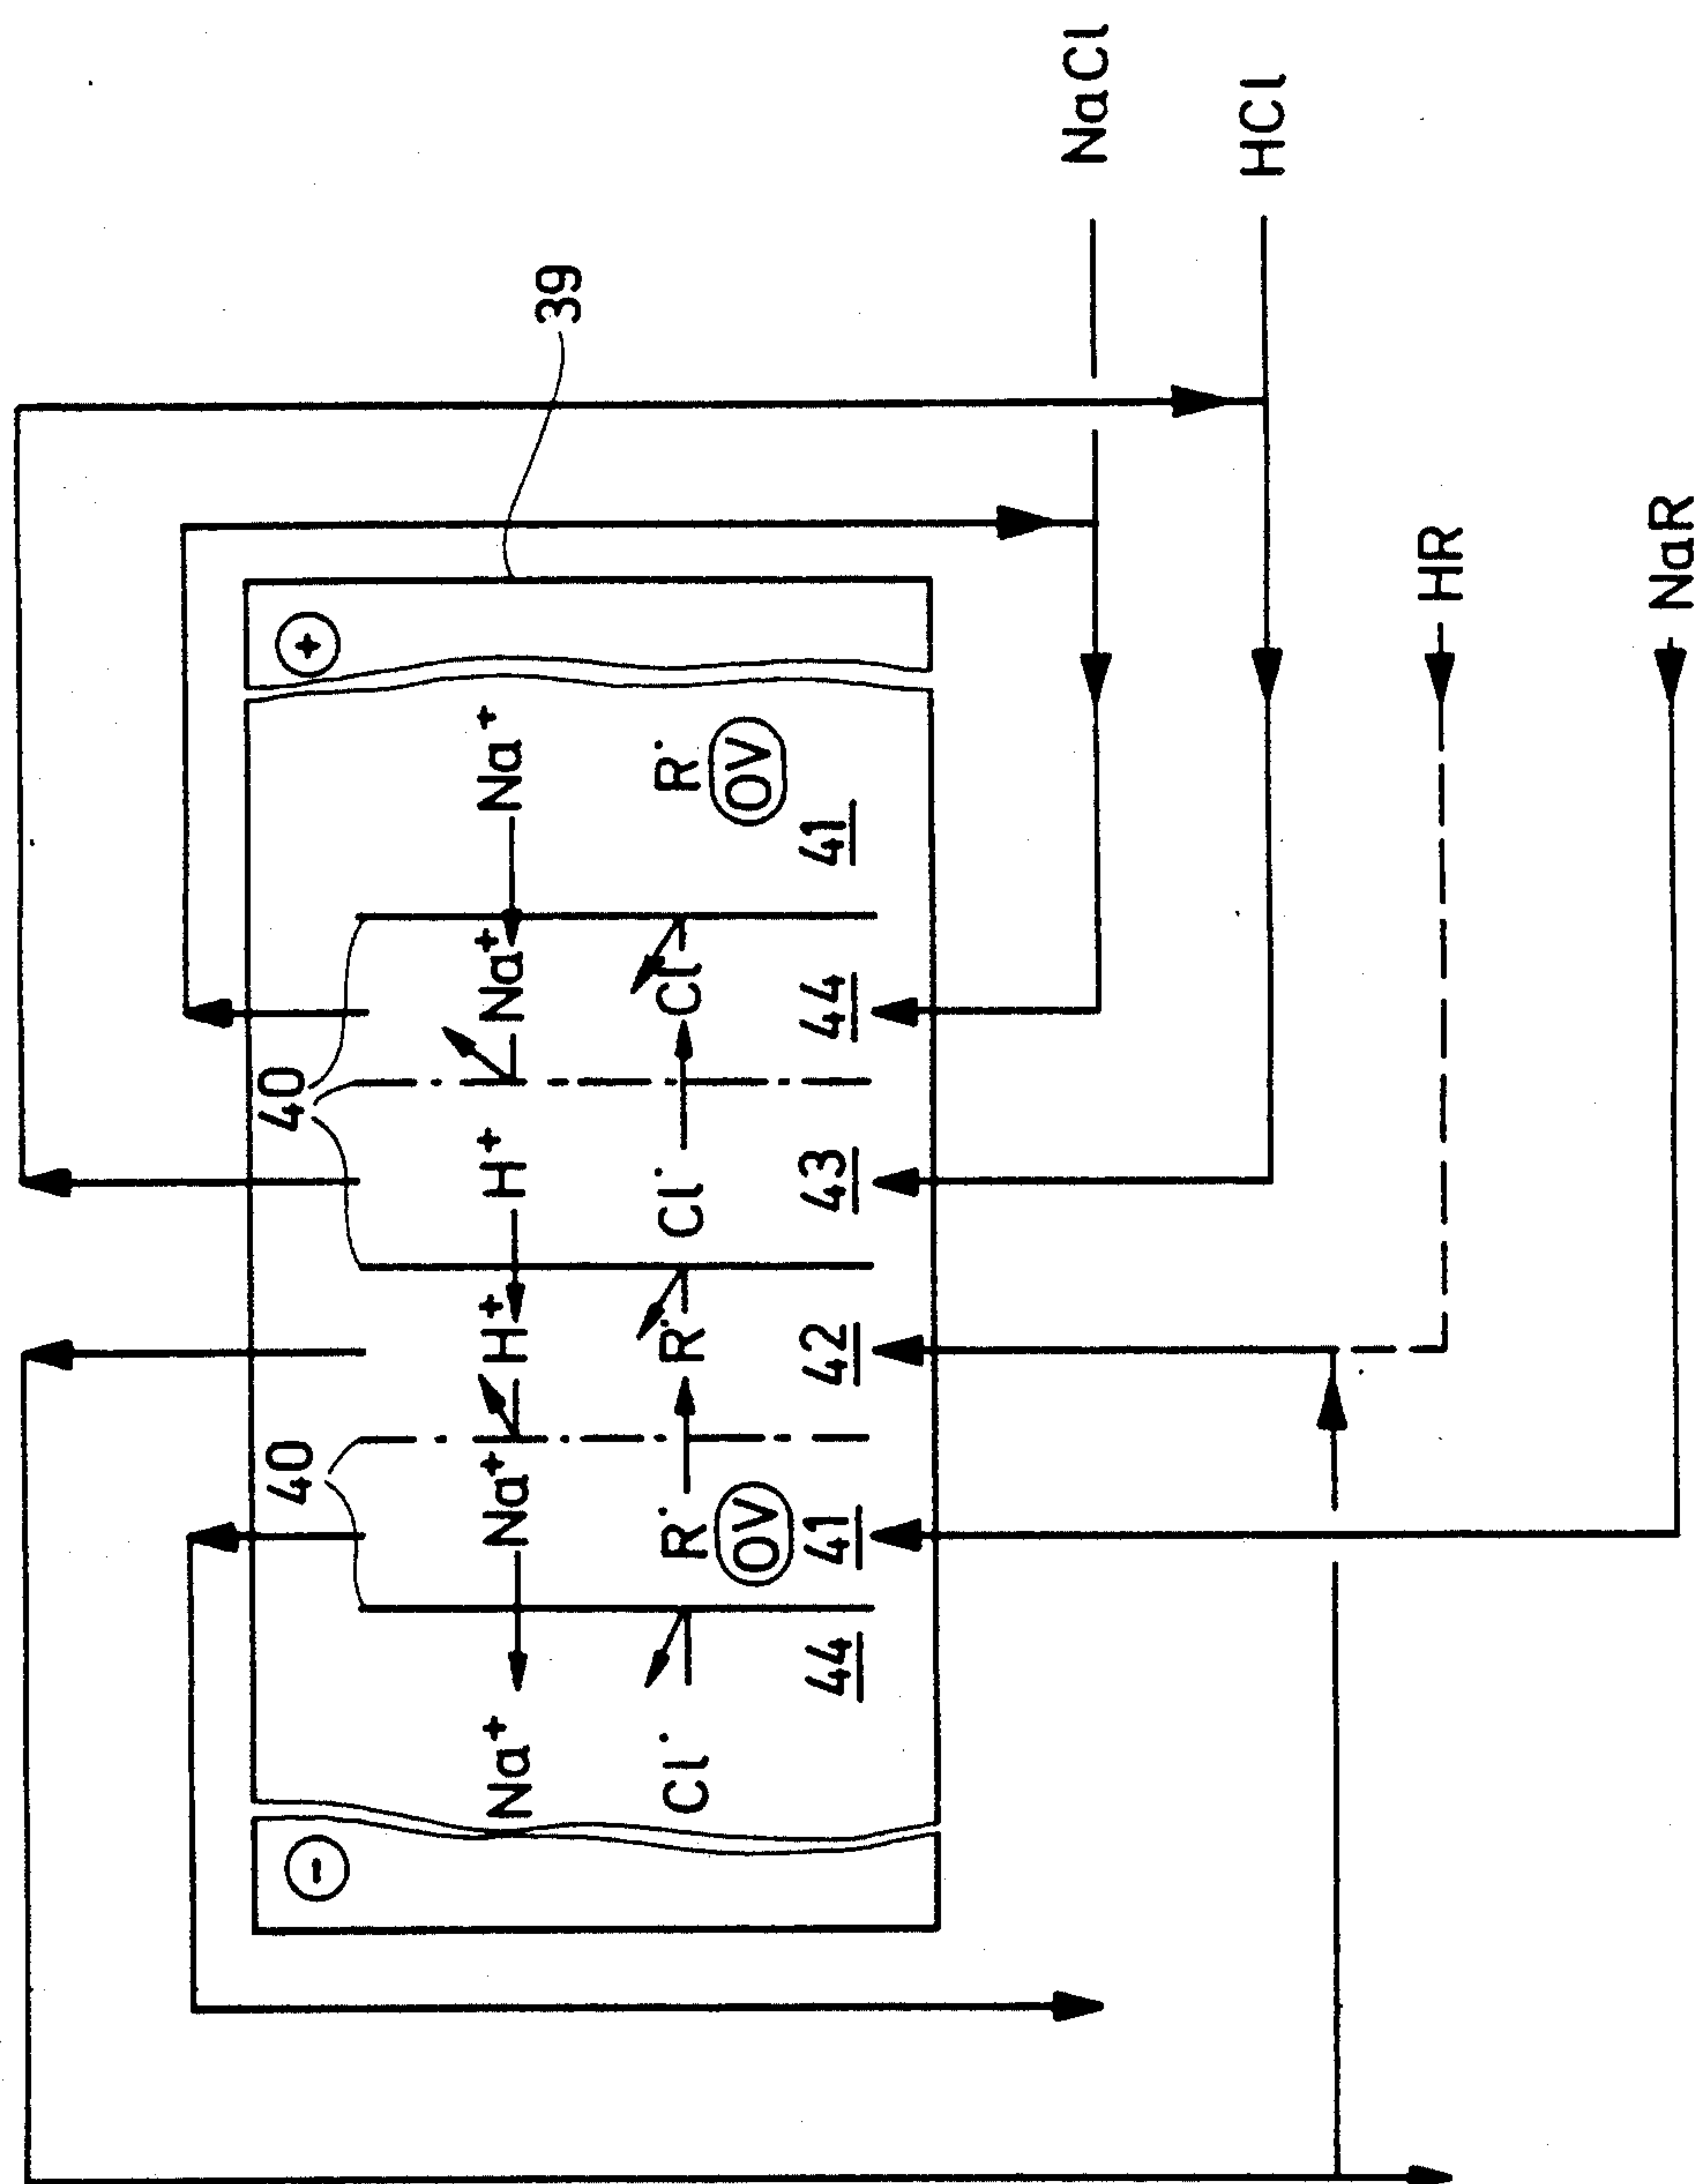 - 40 40 +
Na⁺ Na⁺ H⁺ H⁺ Na⁺ Na⁺ 39
Cl⁻ R⁻ R⁻ Cl⁻ Cl⁻ R⁻
OV OV
44 41 42 43 44 41
NaCl
HCl
HR
NaR